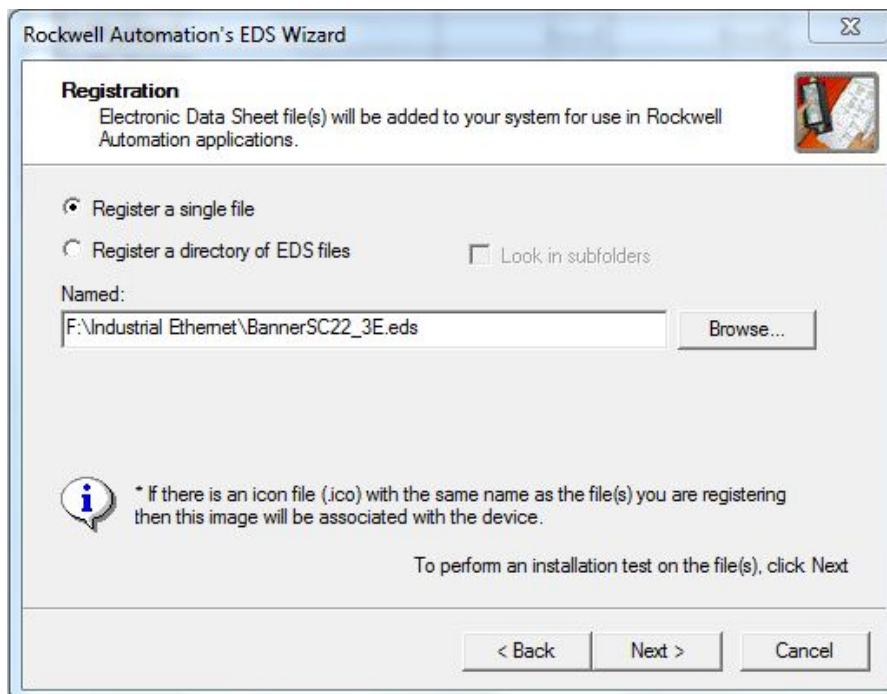 Rockwell Automation's EDS Wizard
Registration
Electronic Data Sheet file(s) will be added to your system for use in Rockwell
Automation applications.
Register a single file
Register a directory of EDS files
Look in subfolders
Named:
F:\Industrial Ethernet\BannerSC22_3E.eds
Browse...
* If there is an icon file (.ico) with the same name as the file(s) you are registering
then this image will be associated with the device.
To perform an installation test on the file(s), click Next
< Back
Next >
Cancel